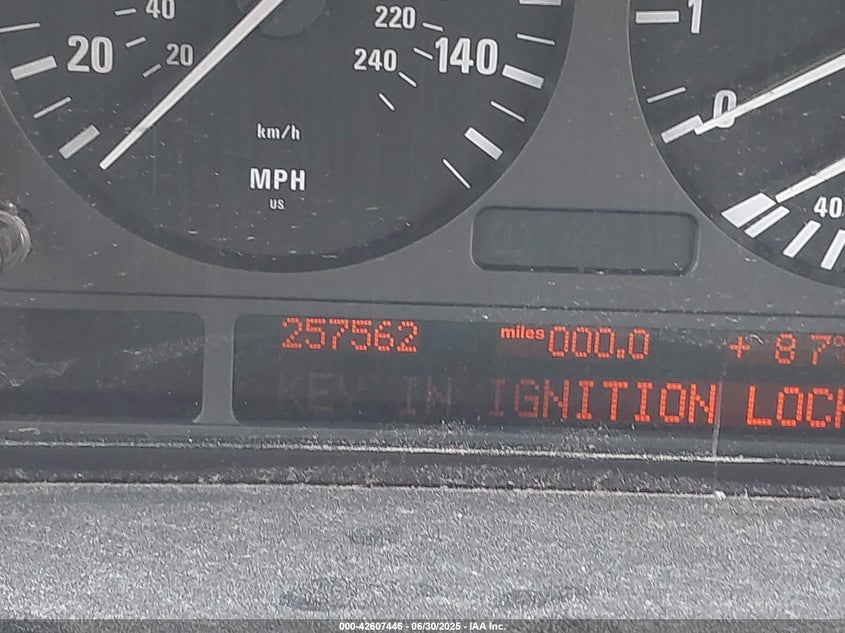 40
20
20
220
240
140
km/h
MPH
US
1
0
40
257562 miles 000.0 + 87°
KEY IN IGNITION LOCK
000-42607446 - 06/30/2025 - IAA Inc.